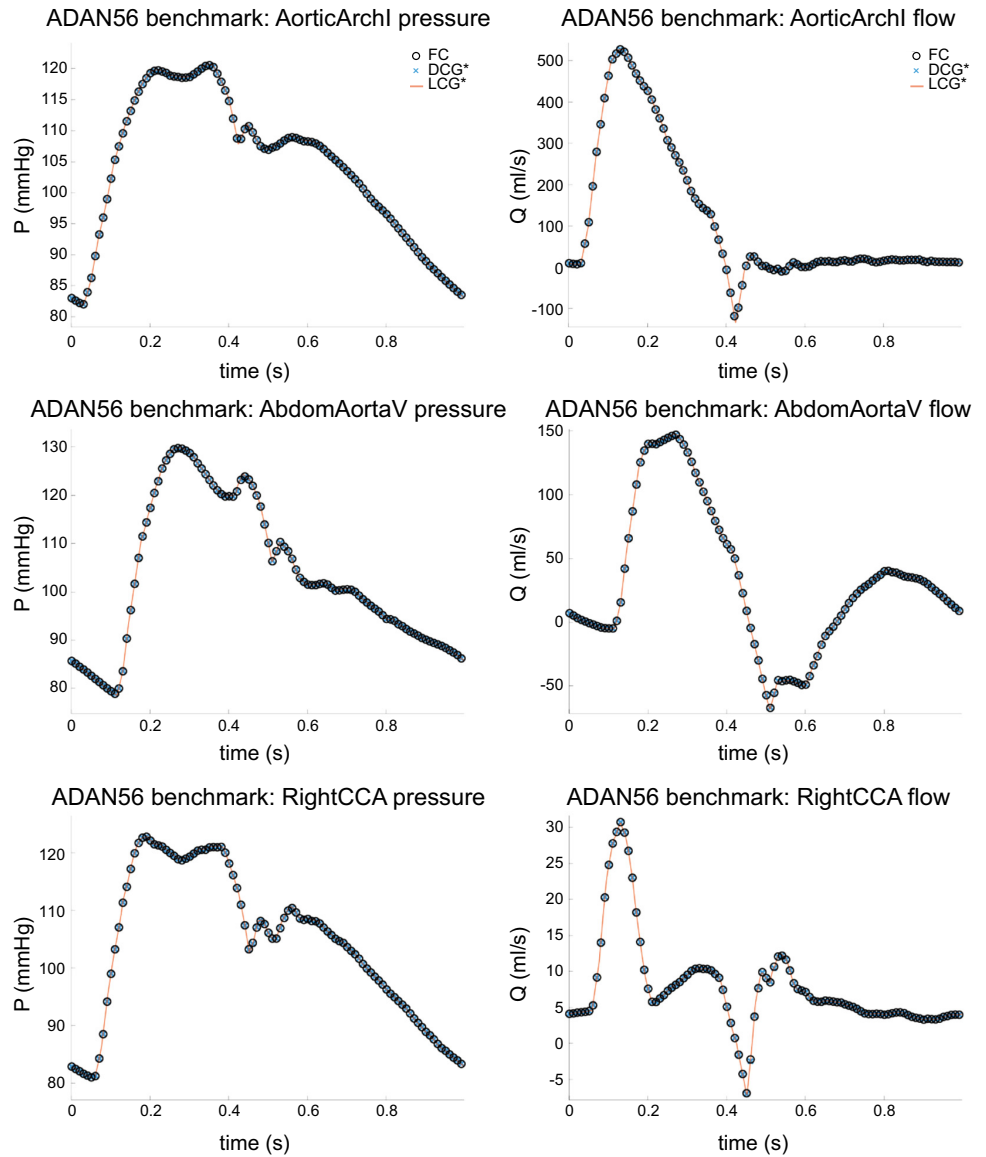 ADAN56 benchmark: AorticArchI pressure
FC
DCG*
LCG*
P (mmHg)
120
115
110
105
100
95
90
85
80
0 0.2 0.4 0.6 0.8
time (s)
ADAN56 benchmark: AorticArchI flow
FC
DCG*
LCG*
Q (ml/s)
500
400
300
200
100
0
-100
0 0.2 0.4 0.6 0.8
time (s)
ADAN56 benchmark: AbdomAortaV pressure
P (mmHg)
130
120
110
100
90
80
0 0.2 0.4 0.6 0.8
time (s)
ADAN56 benchmark: AbdomAortaV flow
Q (ml/s)
150
100
50
0
-50
0 0.2 0.4 0.6 0.8
time (s)
ADAN56 benchmark: RightCCA pressure
P (mmHg)
120
110
100
90
80
0 0.2 0.4 0.6 0.8
time (s)
ADAN56 benchmark: RightCCA flow
Q (ml/s)
30
25
20
15
10
5
0
-5
0 0.2 0.4 0.6 0.8
time (s)